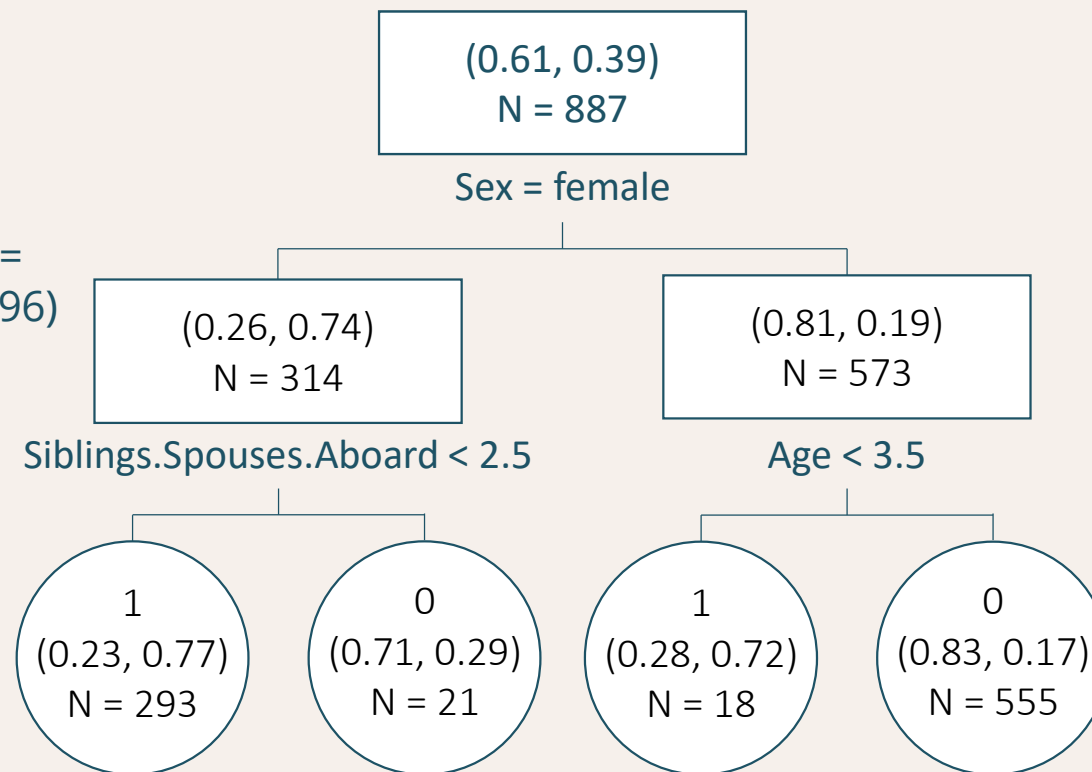 (0.61, 0.39)
N = 887
Sex = female
=
96)
(0.26, 0.74)
N = 314
(0.81, 0.19)
N = 573
Siblings.Spouses.Aboard < 2.5
Age < 3.5
1
(0.23, 0.77)
N = 293
0
(0.71, 0.29)
N = 21
1
(0.28, 0.72)
N = 18
0
(0.83, 0.17)
N = 555